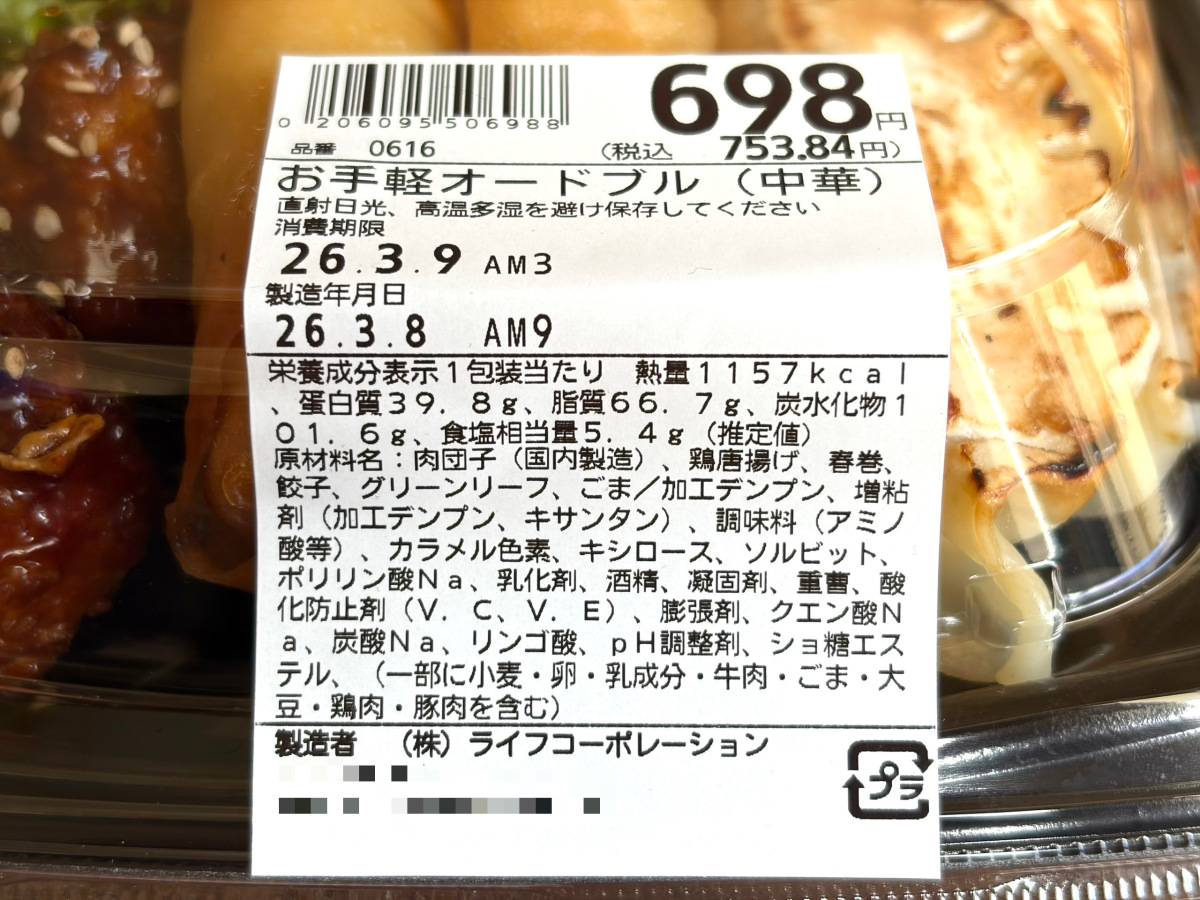 698円
0 206095 506988
品番 0616 (税込 753.84円)
お手軽オードブル(中華)
直射日光、高温多湿を避け保存してください
消費期限
26.3.9 AM3
製造年月日
26.3.8 AM9
栄養成分表示1包装当たり 熱量1157kcal
、蛋白質39.8g、脂質66.7g、炭水化物1
01.6g、食塩相当量5.4g(推定値)
原材料名:肉団子(国内製造)、鶏唐揚げ、春巻、
餃子、グリーンリーフ、ごま/加工デンプン、増粘
剤(加工デンプン、キサンタン)、調味料(アミノ
酸等)、カラメル色素、キシロース、ソルビット、
ポリリン酸Na、乳化剤、酒精、凝固剤、重曹、酸
化防止剤(V.C、V.E)、膨張剤、クエン酸N
a、炭酸Na、リンゴ酸、pH調整剤、ショ糖エス
テル、(一部に小麦・卵・乳成分・牛肉・ごま・大
豆・鶏肉・豚肉を含む)
製造者 (株)ライフコーポレーション
プラ